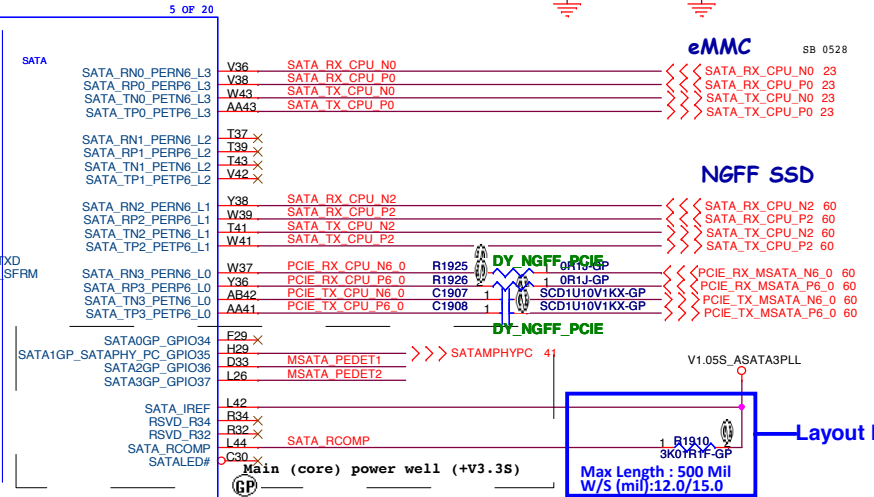 5 OF 20
eMMC
SB 0528
SATA
SATA_RN0_PERN6_L3 V36 SATA_RX_CPU_N0 SATA_RX_CPU_N0 23
SATA_RP0_PERP6_L3 V38 SATA_RX_CPU_P0 SATA_RX_CPU_P0 23
SATA_TN0_PETN6_L3 W43 SATA_TX_CPU_N0 SATA_TX_CPU_N0 23
SATA_TP0_PETP6_L3 AA43 SATA_TX_CPU_P0 SATA_TX_CPU_P0 23
SATA_RN1_PERN6_L2 T37
SATA_RP1_PERP6_L2 T39
SATA_TN1_PETN6_L2 T43
SATA_TP1_PETP6_L2 V42
NGFF SSD
SATA_RN2_PERN6_L1 Y38 SATA_RX_CPU_N2 SATA_RX_CPU_N2 60
SATA_RP2_PERP6_L1 W39 SATA_RX_CPU_P2 SATA_RX_CPU_P2 60
SATA_TN2_PETN6_L1 T41 SATA_TX_CPU_N2 SATA_TX_CPU_N2 60
SATA_TP2_PETP6_L1 W41 SATA_TX_CPU_P2 SATA_TX_CPU_P2 60
TXD
_SFRM
DY_NGFF_PCIE
SATA_RN3_PERN6_L0 W37 PCIE_RX_CPU_N6_0 R1925 1 0R1J-GP PCIE_RX_MSATA_N6_0 60
SATA_RP3_PERP6_L0 Y36 PCIE_RX_CPU_P6_0 R1926 1 0R1J-GP PCIE_RX_MSATA_P6_0 60
SATA_TN3_PETN6_L0 AB42 PCIE_TX_CPU_N6_0 C1907 1 SCD1U10V1KX-GP PCIE_TX_MSATA_N6_0 60
SATA_TP3_PETP6_L0 AA41 PCIE_TX_CPU_P6_0 C1908 1 SCD1U10V1KX-GP PCIE_TX_MSATA_P6_0 60
DY_NGFF_PCIE
SATA0GP_GPIO34 F29
SATA1GP_SATAPHY_PC_GPIO35 H29 SATAMPHYPC 41
SATA2GP_GPIO36 D33 MSATA_PEDET1
SATA3GP_GPIO37 L26 MSATA_PEDET2
V1.05S_ASATA3PLL
SATA_IREF L42
RSVD_R34 R34
RSVD_R32 R32
SATA_RCOMP L44 SATA_RCOMP 1 R1910 2
3K01R1F-GP
SATALED# C30
Layout
Main (core) power well (+V3.3S)
GP
Max Length : 500 Mil
W/S (mil):12.0/15.0